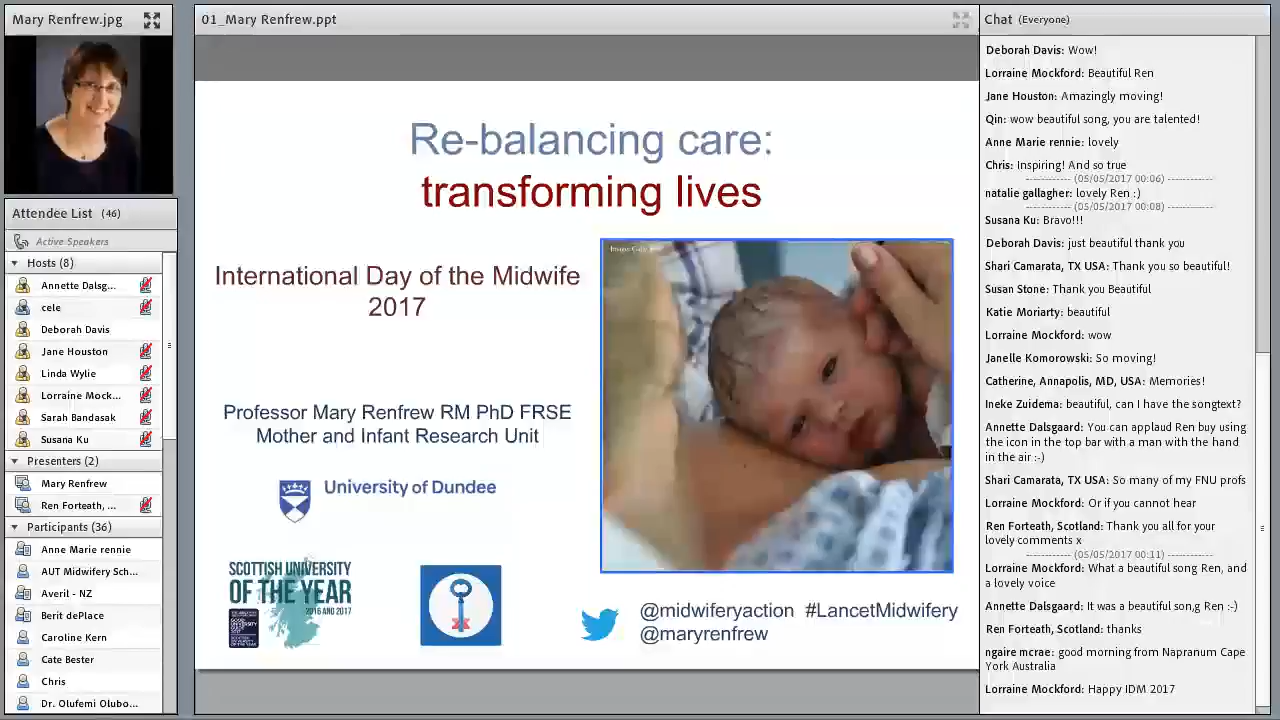 Mary Renfrew.jpg
Attendee List (46)
Active Speakers
Hosts (8)
Annette Dalsg...
cele
Deborah Davis
Jane Houston
Linda Wylie
Lorraine Mock...
Sarah Bandasak
Susana Ku
Presenters (2)
Mary Renfrew
Ren Forteath, ...
Participants (36)
Anne Marie rennie
AUT Midwifery Sch...
Averil - NZ
Berit dePlace
Caroline Kern
Cate Bester
Chris
Dr. Olufemi Olubo...
01_Mary Renfrew.ppt
Re-balancing care:
transforming lives
International Day of the Midwife
2017
Professor Mary Renfrew RM PhD FRSE
Mother and Infant Research Unit
University of Dundee
SCOTTISH UNIVERSITY
OF THE YEAR
2016 AND 2017
@midwiferyaction #LancetMidwifery
@maryrenfrew
Chat (Everyone)
Deborah Davis: Wow!
Lorraine Mockford: Beautiful Ren
Jane Houston: Amazingly moving!
Qin: wow beautiful song, you are talented!
Anne Marie rennie: lovely
Chris: Inspiring! And so true
------------ (05/05/2017 00:06) ------------
natalie gallagher: lovely Ren :)
------------ (05/05/2017 00:08) ------------
Susana Ku: Bravo!!!
Deborah Davis: just beautiful thank you
Shari Camarata, TX USA: Thank you so beautiful!
Susan Stone: Thank you Beautiful
Katie Moriarty: beautiful
Lorraine Mockford: wow
Janelle Komorowski: So moving!
Catherine, Annapolis, MD, USA: Memories!
Ineke Zuidema: beautiful, can I have the songtext?
Annette Dalsgaard: You can applaud Ren buy using
the icon in the top bar with a man with the hand
in the air :-)
Shari Camarata, TX USA: So many of my FNU profs
Lorraine Mockford: Or if you cannot hear
Ren Forteath, Scotland: Thank you all for your
lovely comments x
------------ (05/05/2017 00:11) ------------
Lorraine Mockford: What a beautiful song Ren, and
a lovely voice
Annette Dalsgaard: It was a beautiful so,ng Ren :-)
Ren Forteath, Scotland: thanks
ngaire mcrae: good morning from Napranum Cape
York Australia
Lorraine Mockford: Happy IDM 2017